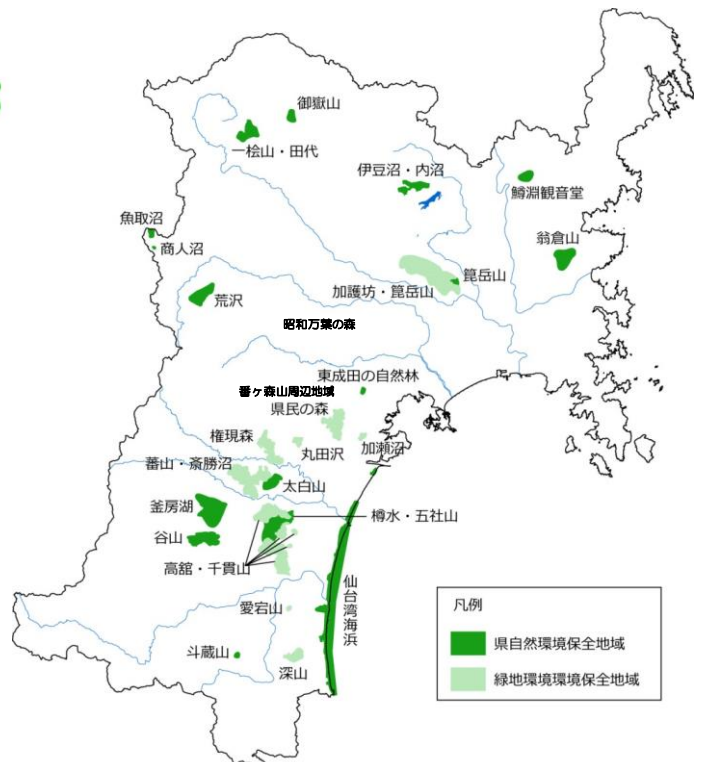 御嶽山
一桧山・田代
伊豆沼・内沼
鱒淵観音堂
魚取沼
翁倉山
商人沼
箟岳山
加護坊・箟岳山
荒沢
昭和万葉の森
東成田の自然林
番ヶ森山周辺地域
県民の森
権現森
丸田沢
加瀬沼
蕃山・斎勝沼
太白山
釜房湖
樽水・五社山
谷山
高舘・千貫山
仙台湾海浜
愛宕山
凡例
県自然環境保全地域
斗蔵山
深山
緑地環境環境保全地域